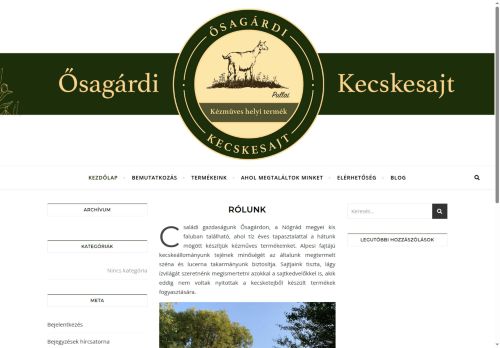 ŐSAGÁRDI
Ősagárdi
Kecskesajt
Pallai
Kézműves helyi termék
KECSKESAJT
KEZDŐLAP
BEMUTATKOZÁS
TERMÉKEINK
AHOL MEGTALÁLTOK MINKET
ELÉRHETŐSÉG
BLOG
ARCHÍVUM
KATEGÓRIÁK
Nincs kategória
META
Bejelentkezés
Bejegyzések hírcsatorna
RÓLUNK
Családi gazdaságunk Ősagárdon, a Nógrád megyei kis
faluban található, ahol tíz éves tapasztalattal a hátunk
mögött készítjük kézműves termékeinket. Alpesi fajtájú
kecskeállományunk tejének minőségét az általunk megtermelt
széna és lucerna takarmányunk biztosítja. Sajtjaink tiszta, lágy
ízvilágát szeretnénk megismertetni azokkal a sajtkedvelőkkel is, akik
eddig nem voltak nyitottak a kecsketejből készült termékek
fogyasztására.
Keresés...
LEGUTÓBBI HOZZÁSZÓLÁSOK